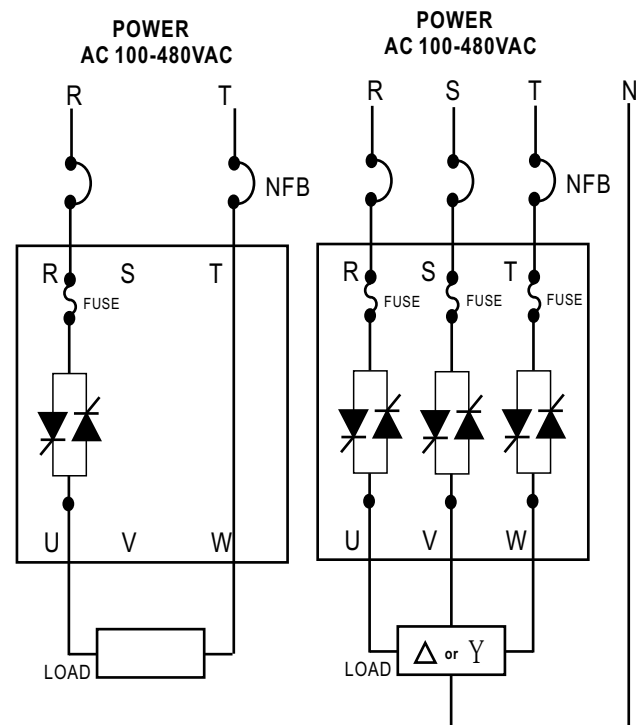 POWER
AC 100-480VAC
R T
NFB
R S T
FUSE
U V W
LOAD
POWER
AC 100-480VAC
R S T N
NFB
R S T
FUSE FUSE FUSE
U V W
LOAD
Δ or Y